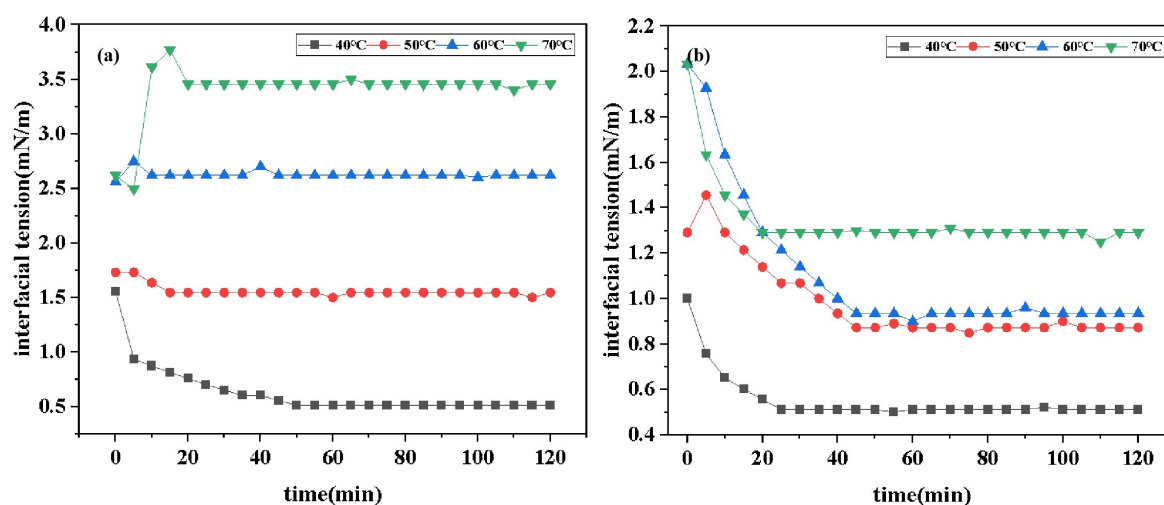 (a)
40°C 50°C 60°C 70°C
4.0
3.5
3.0
2.5
2.0
1.5
1.0
0.5
interfacial tension(mN/m)
0 20 40 60 80 100 120
time(min)
(b)
40°C 50°C 60°C 70°C
2.2
2.0
1.8
1.6
1.4
1.2
1.0
0.8
0.6
0.4
interfacial tension(mN/m)
0 20 40 60 80 100 120
time(min)